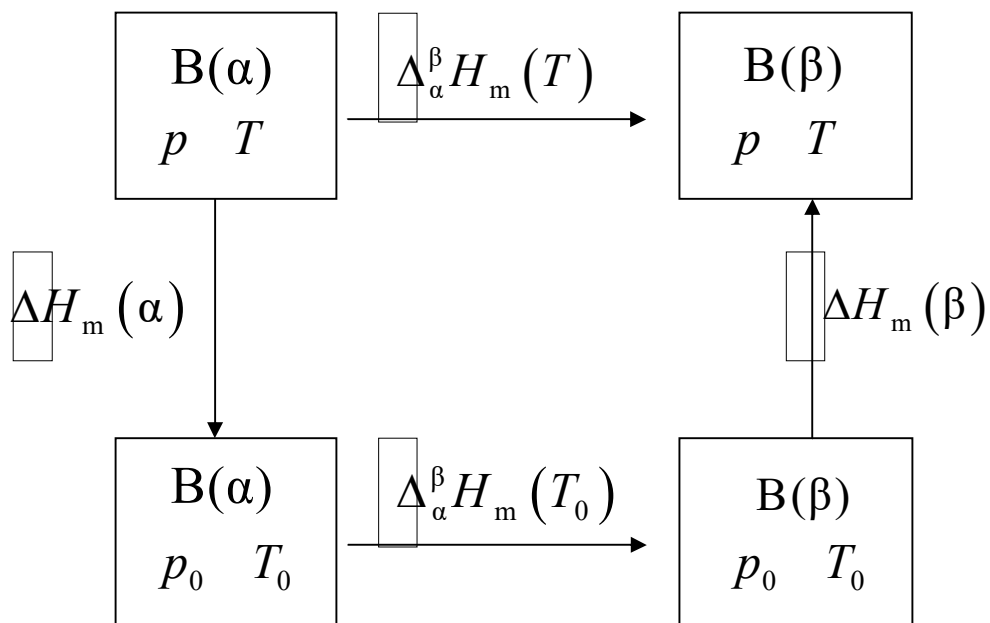 B(α) Δ_α^β H_m (T) B(β)
p T p T
ΔH_m (α) ΔH_m (β)
B(α) Δ_α^β H_m (T_0) B(β)
p_0 T_0 p_0 T_0